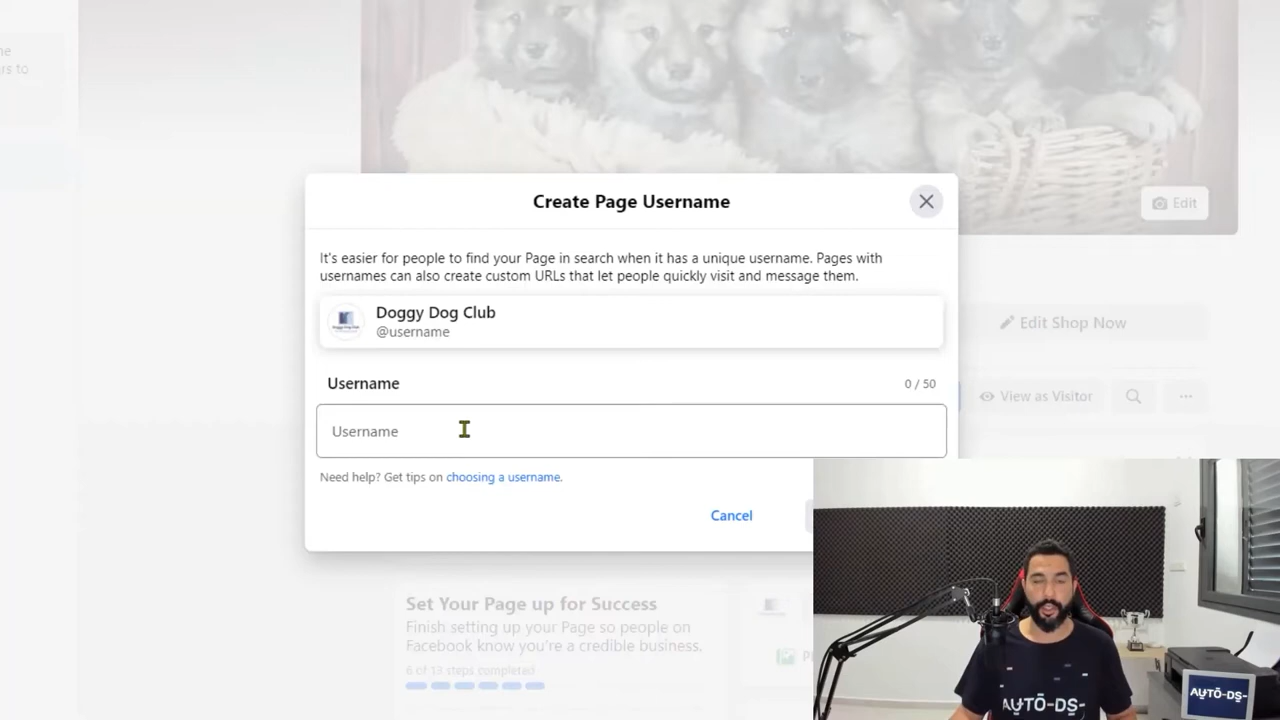 ne
us to
Edit
Create Page Username
It's easier for people to find your Page in search when it has a unique username. Pages with
usernames can also create custom URLs that let people quickly visit and message them.
Doggy Dog Club
@username
Edit Shop Now
Username
0 / 50
View as Visitor
Username
Need help? Get tips on choosing a username.
Cancel
Set Your Page up for Success
Finish setting up your Page so people on
Facebook know you're a credible business.
6 of 13 steps completed
AUTO-DS-
AUTO-DS-